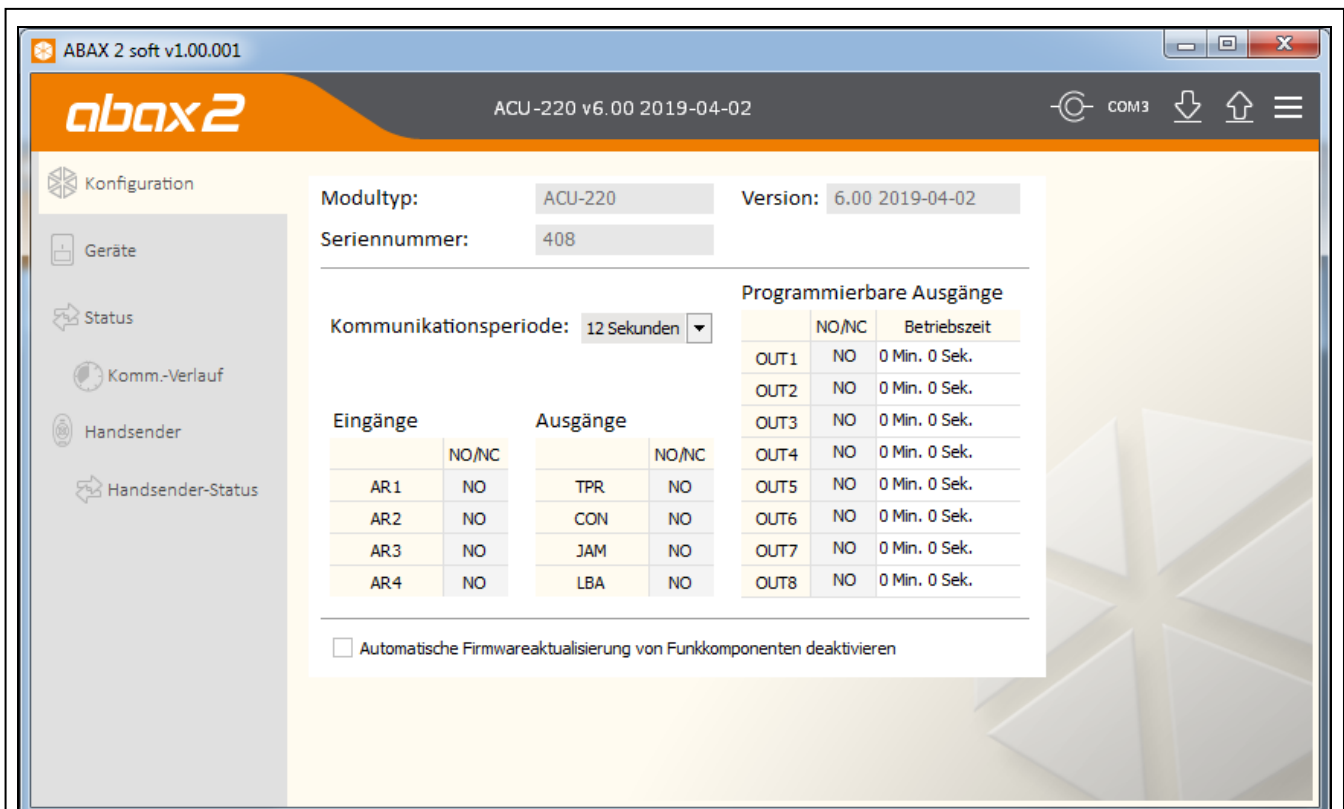 ABAX 2 soft v1.00.001
abax2
ACU-220 v6.00 2019-04-02
COM3
Konfiguration
Geräte
Status
Komm.-Verlauf
Handsender
Handsender-Status
Modultyp: ACU-220 Version: 6.00 2019-04-02
Seriennummer: 408
Kommunikationsperiode: 12 Sekunden
Eingänge
NO/NC
AR1 NO
AR2 NO
AR3 NO
AR4 NO
Ausgänge
NO/NC
TPR NO
CON NO
JAM NO
LBA NO
Programmierbare Ausgänge
NO/NC Betriebszeit
OUT1 NO 0 Min. 0 Sek.
OUT2 NO 0 Min. 0 Sek.
OUT3 NO 0 Min. 0 Sek.
OUT4 NO 0 Min. 0 Sek.
OUT5 NO 0 Min. 0 Sek.
OUT6 NO 0 Min. 0 Sek.
OUT7 NO 0 Min. 0 Sek.
OUT8 NO 0 Min. 0 Sek.
Automatische Firmwareaktualisierung von Funkkomponenten deaktivieren